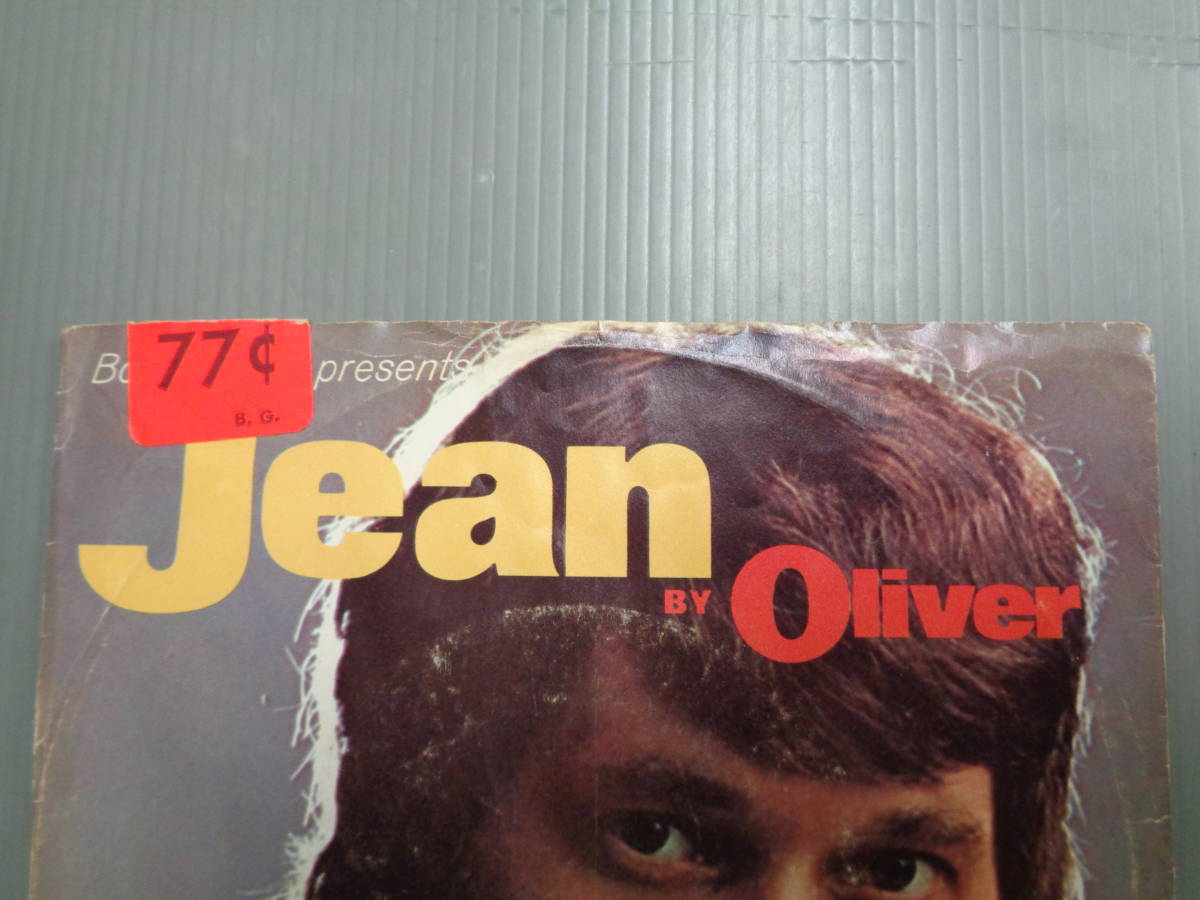 77¢
B. G.
presents
Jean
BY Oliver